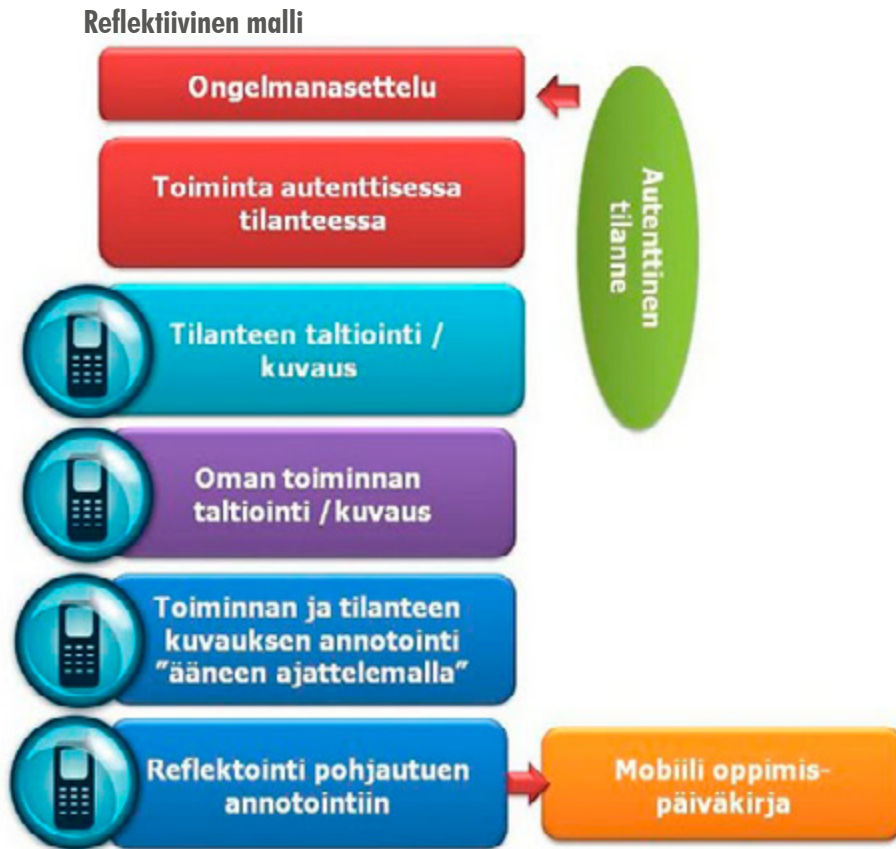 Reflektiivinen malli
Ongelmanasettelu
Toiminta autenttisessa
tilanteessa
Autenttinen
tilanne
Tilanteen taltiointi /
kuvaus
Oman toiminnan
taltiointi / kuvaus
Toiminnan ja tilanteen
kuvauksen annotointi
"ääneen ajattelemalla"
Reflektointi pohjautuen
annotointiin
Mobiili oppimis-
päiväkirja